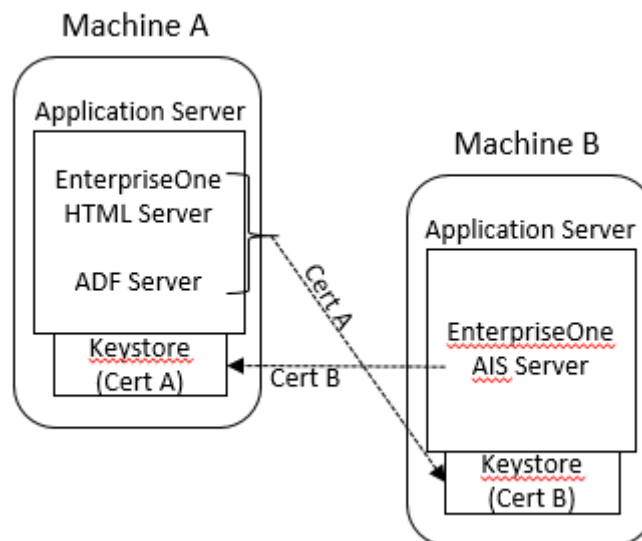 Machine A
Application Server
EnterpriseOne
HTML Server
ADF Server
Keystore
(Cert A)
Cert A
Cert B
Machine B
Application Server
EnterpriseOne
AIS Server
Keystore
(Cert B)